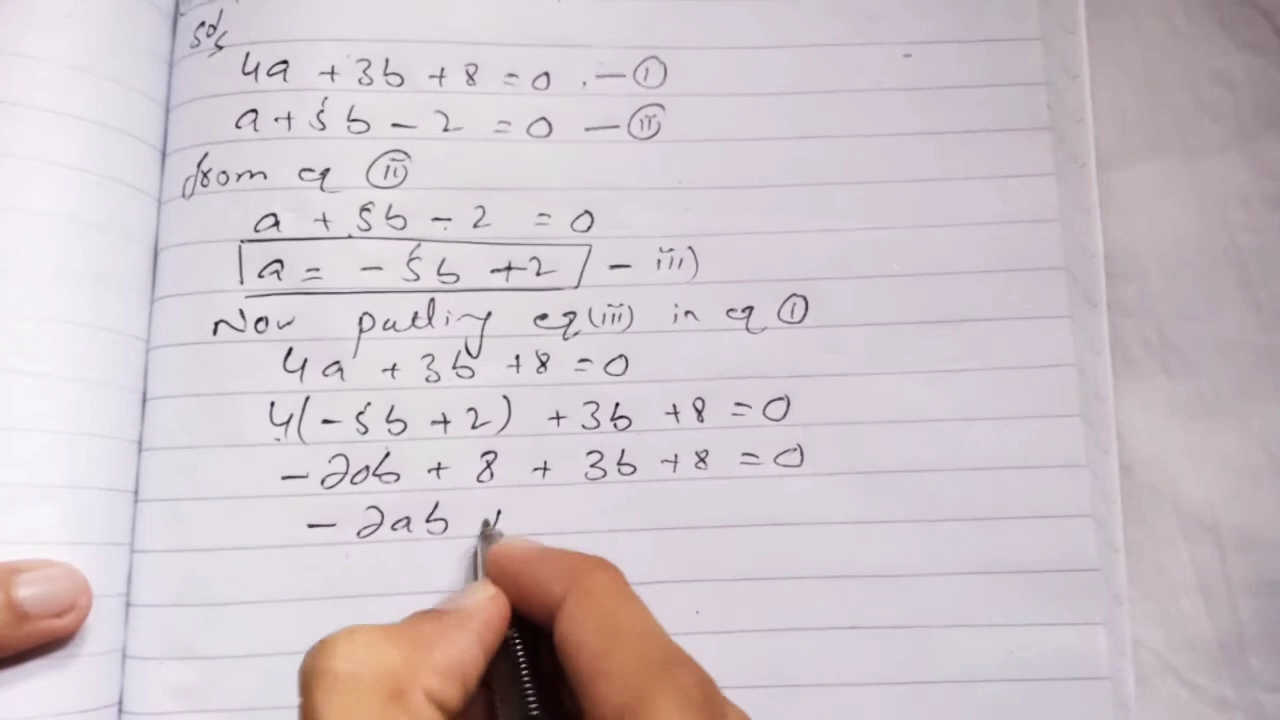 Sol
4a + 3b + 8 = 0 . — (i)
a + 5b - 2 = 0 — (ii)
from eq (ii)
a + 5b - 2 = 0
a = - 5b + 2 - iii)
Now putting eq(iii) in eq (i)
4a + 3b + 8 = 0
4(-5b + 2) + 3b + 8 = 0
- 20b + 8 + 3b + 8 = 0
- 2ab